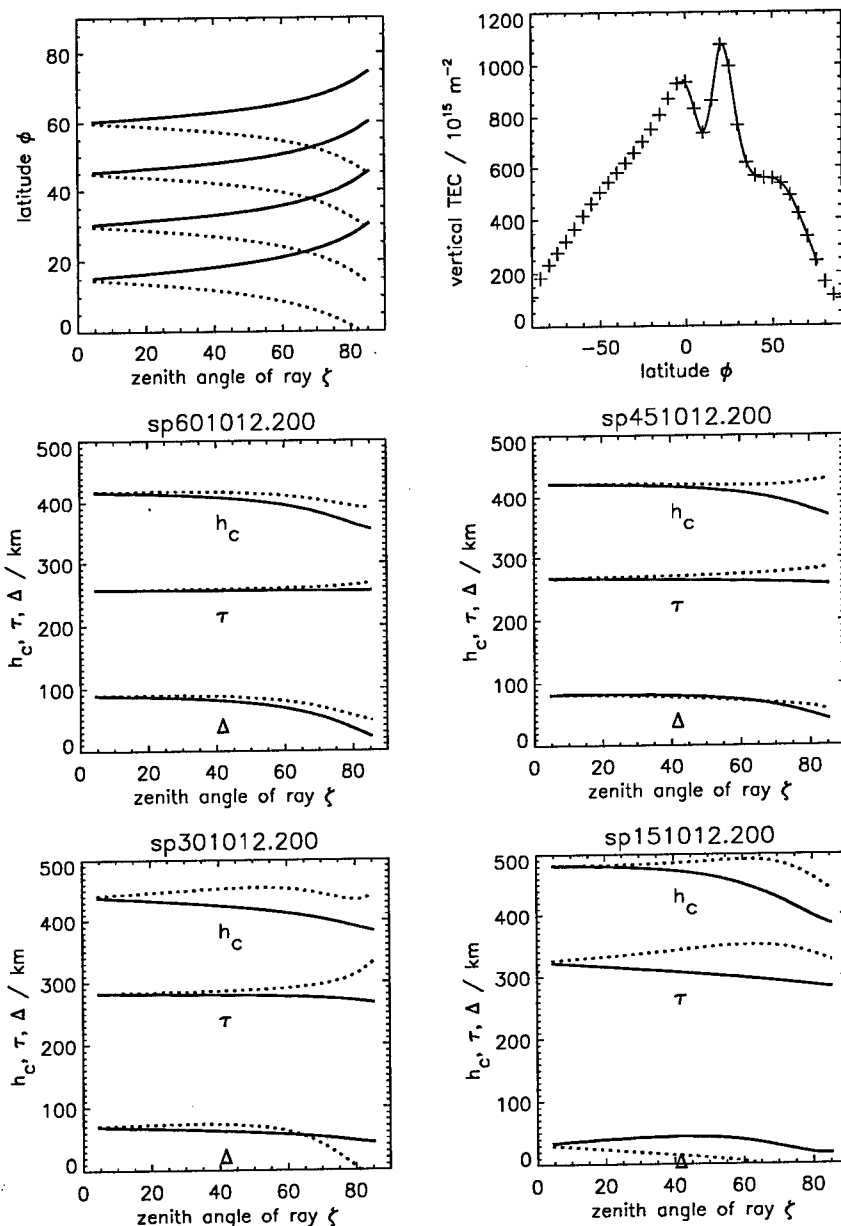 80
60
40
20
0
latitude ϕ
0 20 40 60 80
zenith angle of ray ζ
1200
1000
800
600
400
200
0
vertical TEC / 10¹⁵ m⁻²
−50 0 50
latitude ϕ
sp601012.200
500
400
300
200
100
0
h_c, τ, Δ / km
h_c
τ
Δ
0 20 40 60 80
zenith angle of ray ζ
sp451012.200
500
400
300
200
100
0
h_c, τ, Δ / km
h_c
τ
Δ
0 20 40 60 80
zenith angle of ray ζ
sp301012.200
500
400
300
200
100
0
h_c, τ, Δ / km
h_c
τ
Δ
0 20 40 60 80
zenith angle of ray ζ
sp151012.200
500
400
300
200
100
0
h_c, τ, Δ / km
h_c
τ
Δ
0 20 40 60 80
zenith angle of ray ζ